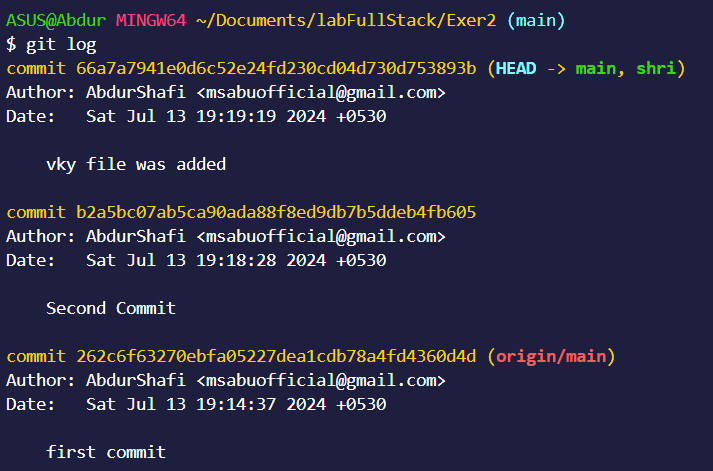 ASUS@Abdur MINGW64 ~/Documents/labFullStack/Exer2 (main)
$ git log
commit 66a7a7941e0d6c52e24fd230cd04d730d753893b (HEAD -> main, shri)
Author: AbdurShafi <msabuofficial@gmail.com>
Date:   Sat Jul 13 19:19:19 2024 +0530

    vky file was added

commit b2a5bc07ab5ca90ada88f8ed9db7b5ddeb4fb605
Author: AbdurShafi <msabuofficial@gmail.com>
Date:   Sat Jul 13 19:18:28 2024 +0530

    Second Commit

commit 262c6f63270ebfa05227dea1cdb78a4fd4360d4d (origin/main)
Author: AbdurShafi <msabuofficial@gmail.com>
Date:   Sat Jul 13 19:14:37 2024 +0530

    first commit